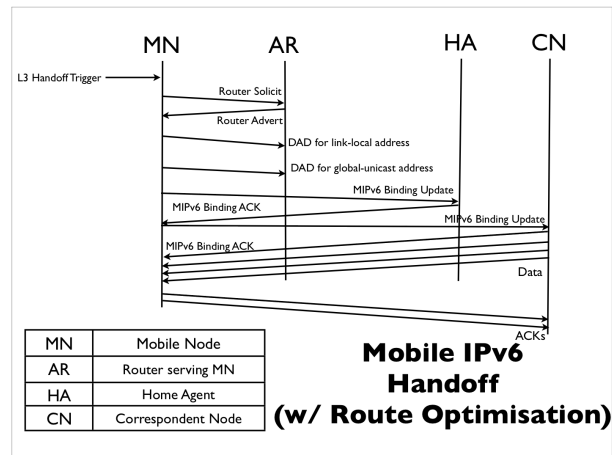 MN AR HA CN
L3 Handoff Trigger
Router Solicit
Router Advert
DAD for link-local address
DAD for global-unicast address
MIPv6 Binding Update
MIPv6 Binding ACK
MIPv6 Binding Update
MIPv6 Binding ACK
Data
ACKs
MN Mobile Node
AR Router serving MN
HA Home Agent
CN Correspondent Node
Mobile IPv6
Handoff
(w/ Route Optimisation)